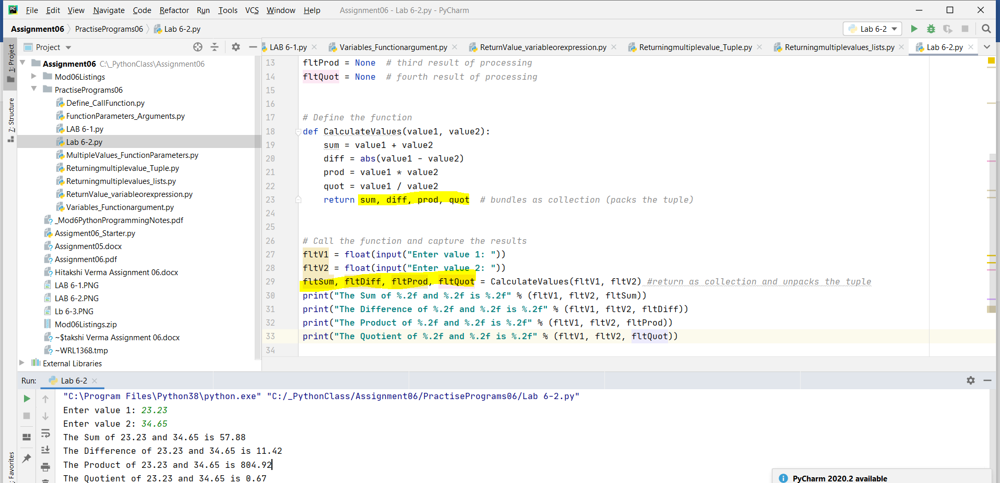 File Edit View Navigate Code Refactor Run Tools VCS Window Help Assignment06 - Lab 6-2.py - PyCharm
Assignment06 PractisePrograms06 Lab 6-2.py Lab 6-2
1: Project
7: Structure
Favorites
Project
Assignment06 C:\_PythonClass\Assignment06
Mod06Listings
PractisePrograms06
Define_CallFunction.py
FunctionParameters_Arguments.py
LAB 6-1.py
Lab 6-2.py
MultipleValues_FunctionParameters.py
Returningmultiplevalue_Tuple.py
Returningmultiplevalues_lists.py
ReturnValue_variableorexpression.py
Variables_Functionargument.py
_Mod6PythonProgrammingNotes.pdf
Assigment06_Starter.py
Assignment05.docx
Assignment06.pdf
Hitakshi Verma Assignment 06.docx
LAB 6-1.PNG
LAB 6-2.PNG
Lb 6-3.PNG
Mod06Listings.zip
~$takshi Verma Assignment 06.docx
~WRL1368.tmp
External Libraries
LAB 6-1.py Variables_Functionargument.py ReturnValue_variableorexpression.py Returningmultiplevalue_Tuple.py Returningmultiplevalues_lists.py Lab 6-2.py
13 fltProd = None # third result of processing
14 fltQuot = None # fourth result of processing
15
16
17 # Define the function
18 def CalculateValues(value1, value2):
19 sum = value1 + value2
20 diff = abs(value1 - value2)
21 prod = value1 * value2
22 quot = value1 / value2
23 return sum, diff, prod, quot # bundles as collection (packs the tuple)
24
25
26 # Call the function and capture the results
27 fltV1 = float(input("Enter value 1: "))
28 fltV2 = float(input("Enter value 2: "))
29 fltSum, fltDiff, fltProd, fltQuot = CalculateValues(fltV1, fltV2) #return as collection and unpacks the tuple
30 print("The Sum of %.2f and %.2f is %.2f" % (fltV1, fltV2, fltSum))
31 print("The Difference of %.2f and %.2f is %.2f" % (fltV1, fltV2, fltDiff))
32 print("The Product of %.2f and %.2f is %.2f" % (fltV1, fltV2, fltProd))
33 print("The Quotient of %.2f and %.2f is %.2f" % (fltV1, fltV2, fltQuot))
34
Run: Lab 6-2
"C:\Program Files\Python38\python.exe" "C:/_PythonClass/Assignment06/PractisePrograms06/Lab 6-2.py"
Enter value 1: 23.23
Enter value 2: 34.65
The Sum of 23.23 and 34.65 is 57.88
The Difference of 23.23 and 34.65 is 11.42
The Product of 23.23 and 34.65 is 804.92
The Quotient of 23.23 and 34.65 is 0.67
PyCharm 2020.2 available